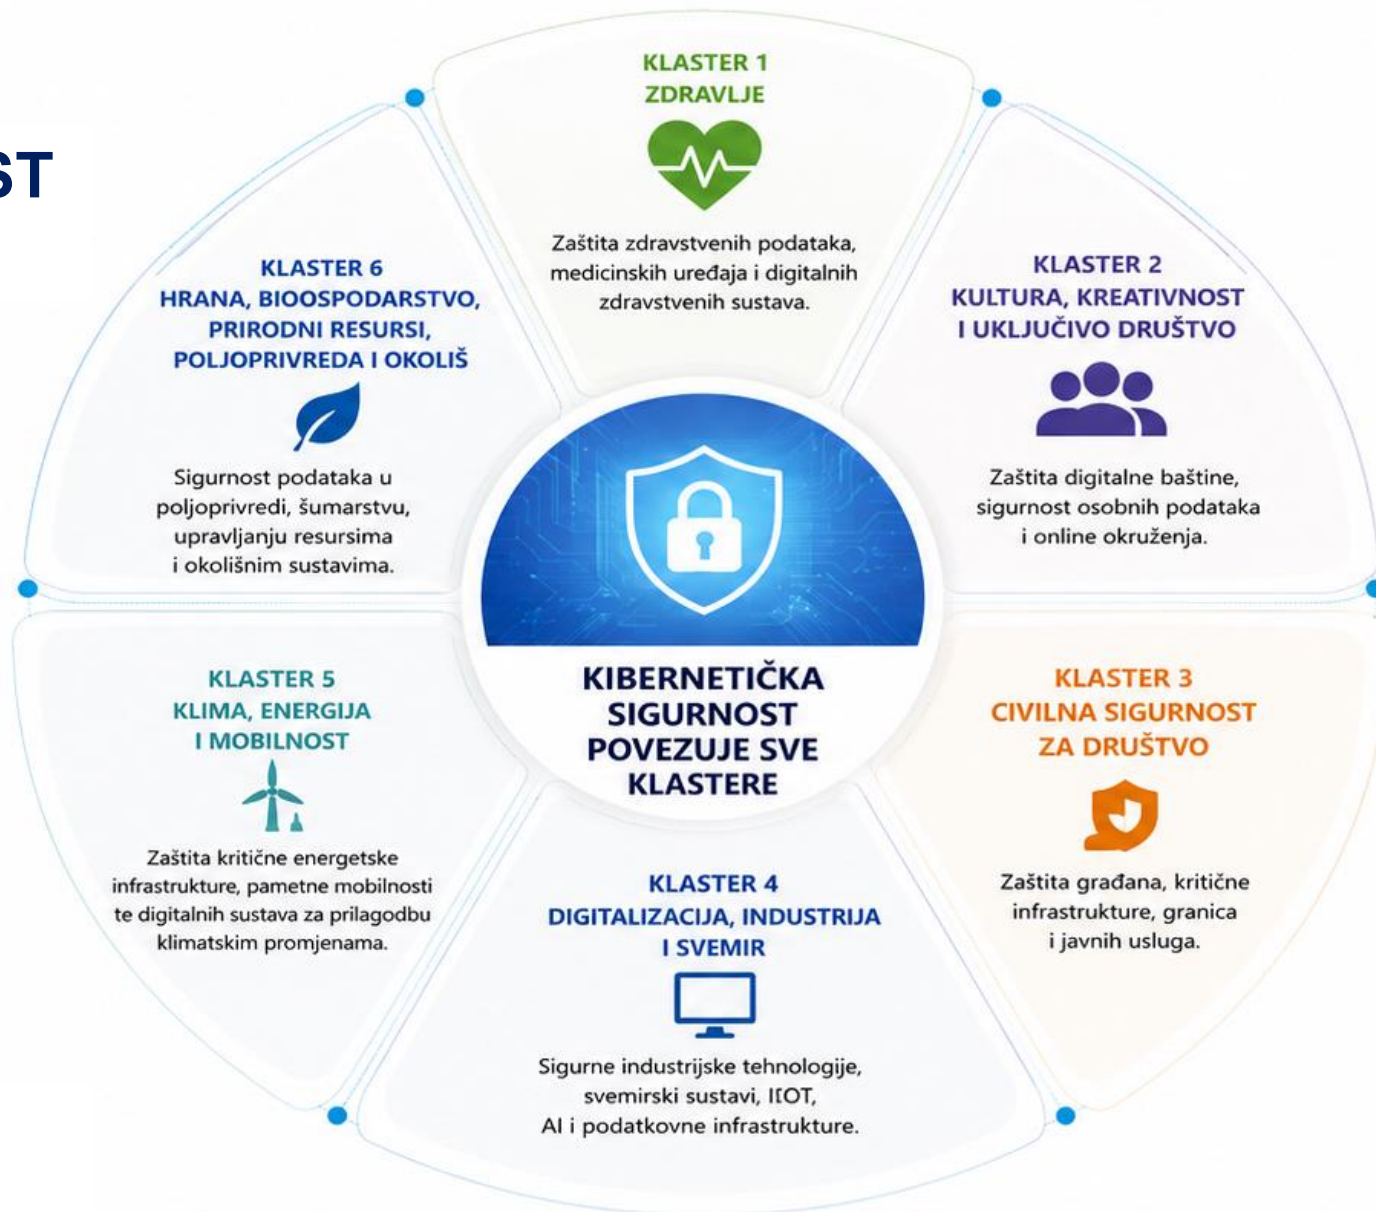 ST
KLASTER 1
ZDRAVLJE
Zaštita zdravstvenih podataka,
medicinskih uređaja i digitalnih
zdravstvenih sustava.
KLASTER 2
KULTURA, KREATIVNOST
I UKLJUČIVO DRUŠTVO
Zaštita digitalne baštine,
sigurnost osobnih podataka
i online okruženja.
KLASTER 3
CIVILNA SIGURNOST
ZA DRUŠTVO
Zaštita građana, kritične
infrastrukture, granica
i javnih usluga.
KLASTER 4
DIGITALIZACIJA, INDUSTRIJA
I SVEMIR
Sigurne industrijske tehnologije,
svemirski sustavi,
AI i podatkovne infrastrukture.
KLASTER 5
KLIMA, ENERGIJA
I MOBILNOST
Zaštita kritične energetske
infrastrukture, pametne mobilnosti
te digitalnih sustava za prilagodbu
klimatskim promjenama.
KLASTER 6
HRANA, BIOOSPODARSTVO,
PRIRODNI RESURSI,
POLJOPRIVREDA I OKOLIŠ
Sigurnost podataka u
poljoprivredi, šumarstvu,
upravljanju resursima
i okolišnim sustavima.
KIBERNETIČKA
SIGURNOST
POVEZUJE SVE
KLASTERE